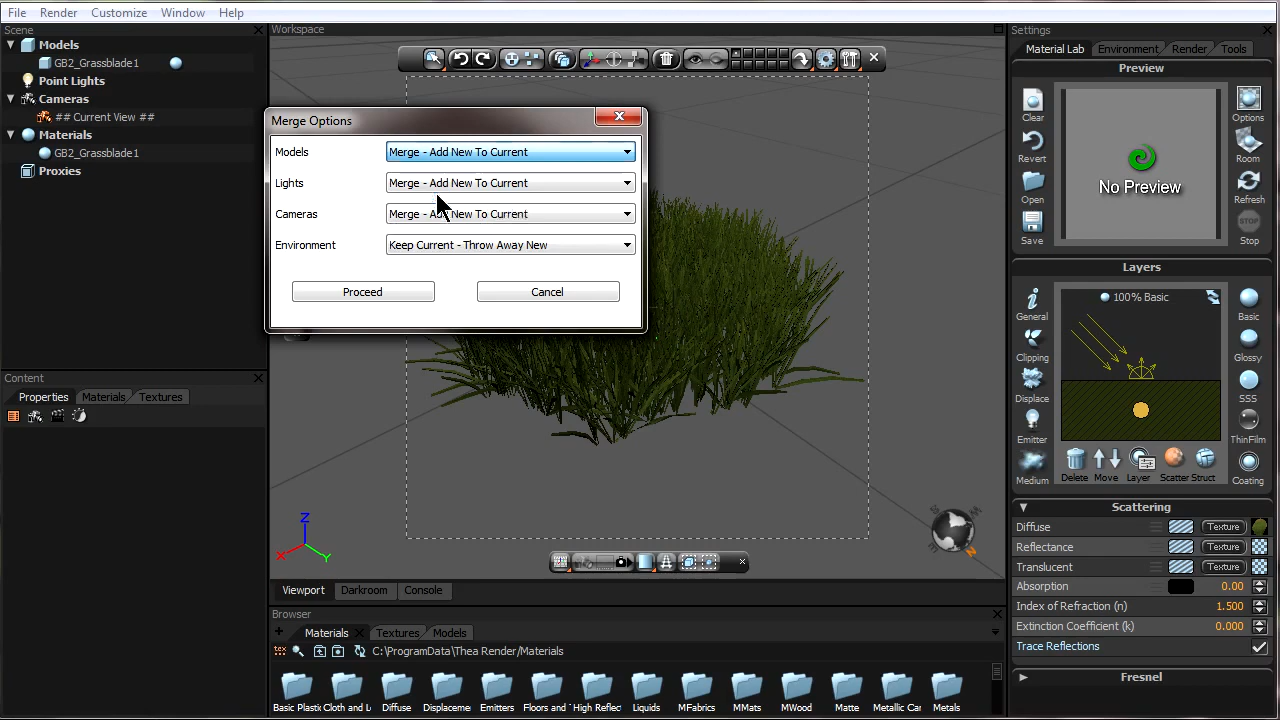 File Render Customize Window Help
Scene
Models
GB2_Grassblade1
Point Lights
Cameras
## Current View ##
Materials
GB2_Grassblade1
Proxies
Content
Properties Materials Textures
Workspace
Merge Options
Models Merge - Add New To Current
Lights Merge - Add New To Current
Cameras Merge - Add New To Current
Environment Keep Current - Throw Away New
Proceed Cancel
Z
X
Y
Viewport Darkroom Console
Browser
Materials Textures Models
tex C:\ProgramData\Thea Render/Materials
Basic Plastic Cloth and L Diffuse Displaceme Emitters Floors and High Reflec Liquids MFabrics MMats MWood Matte Metallic Car Metals
Settings
Material Lab Environment Render Tools
Preview
Clear
Revert
Open
Save
No Preview
Options
Room
Refresh
STOP
Stop
Layers
General
Clipping
Displace
Emitter
Medium
100% Basic
Delete Move Layer Scatter Struct
Basic
Glossy
SSS
ThinFilm
Coating
Scattering
Diffuse Texture
Reflectance Texture
Translucent Texture
Absorption 0.00
Index of Refraction (n) 1.500
Extinction Coefficient (k) 0.000
Trace Reflections
Fresnel